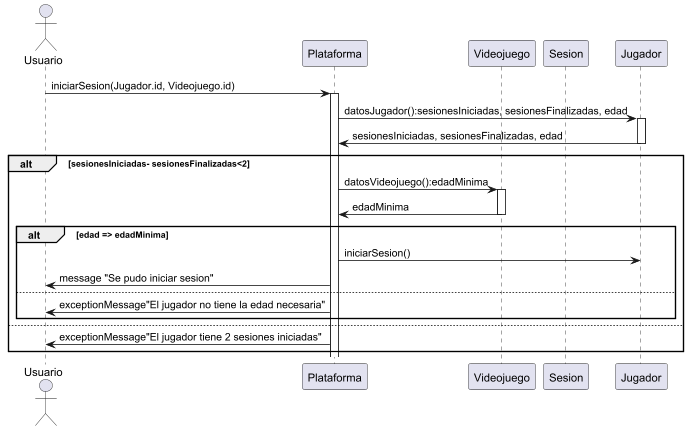 Usuario
Plataforma
Videojuego
Sesion
Jugador
iniciarSesion(Jugador.id, Videojuego.id)
datosJugador():sesionesIniciadas, sesionesFinalizadas, edad
sesionesIniciadas, sesionesFinalizadas, edad
alt
[sesionesIniciadas- sesionesFinalizadas<2]
datosVideojuego():edadMinima
edadMinima
alt
[edad => edadMinima]
iniciarSesion()
message "Se pudo iniciar sesion"
exceptionMessage"El jugador no tiene la edad necesaria"
exceptionMessage"El jugador tiene 2 sesiones iniciadas"
Usuario
Plataforma
Videojuego
Sesion
Jugador